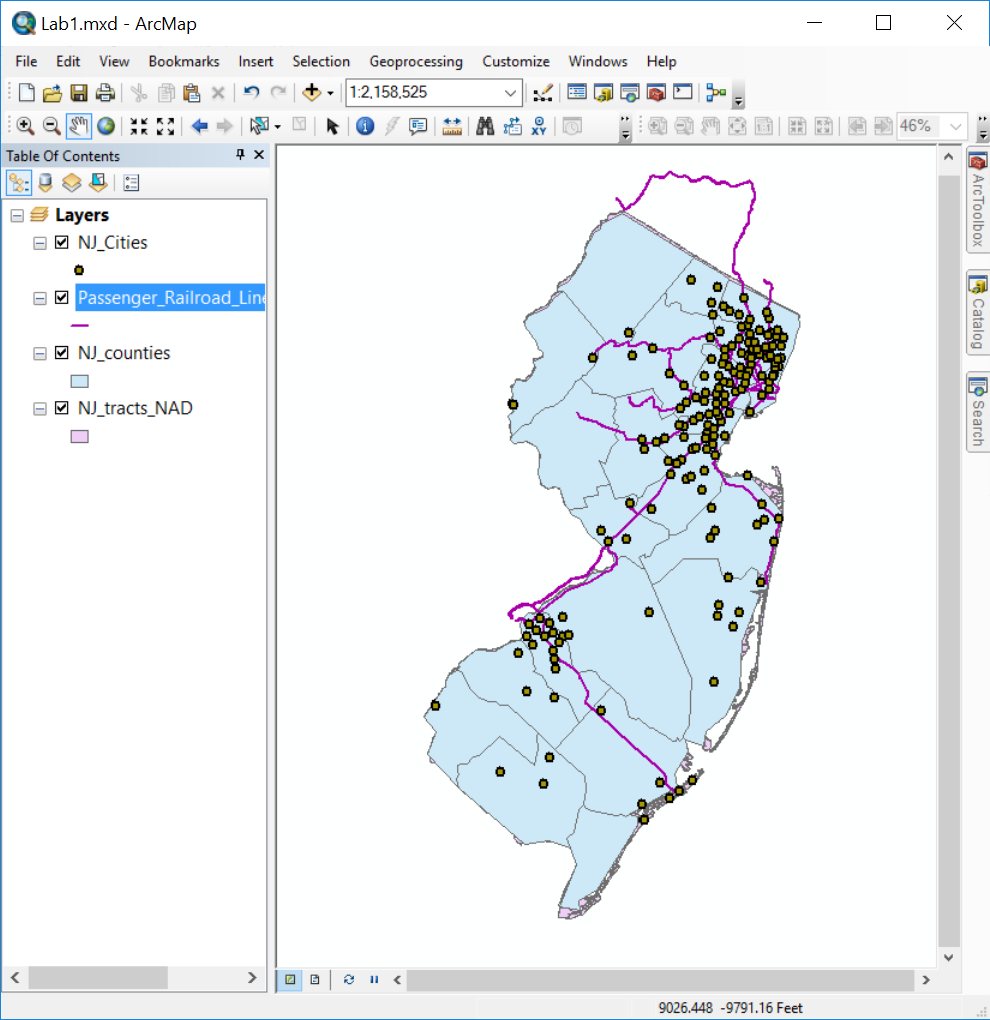 Lab1.mxd - ArcMap
File Edit View Bookmarks Insert Selection Geoprocessing Customize Windows Help
1:2,158,525
XY
46%
Table Of Contents
Layers
NJ_Cities
Passenger_Railroad_Line
NJ_counties
NJ_tracts_NAD
ArcToolbox
Catalog
Search
9026.448 -9791.16 Feet